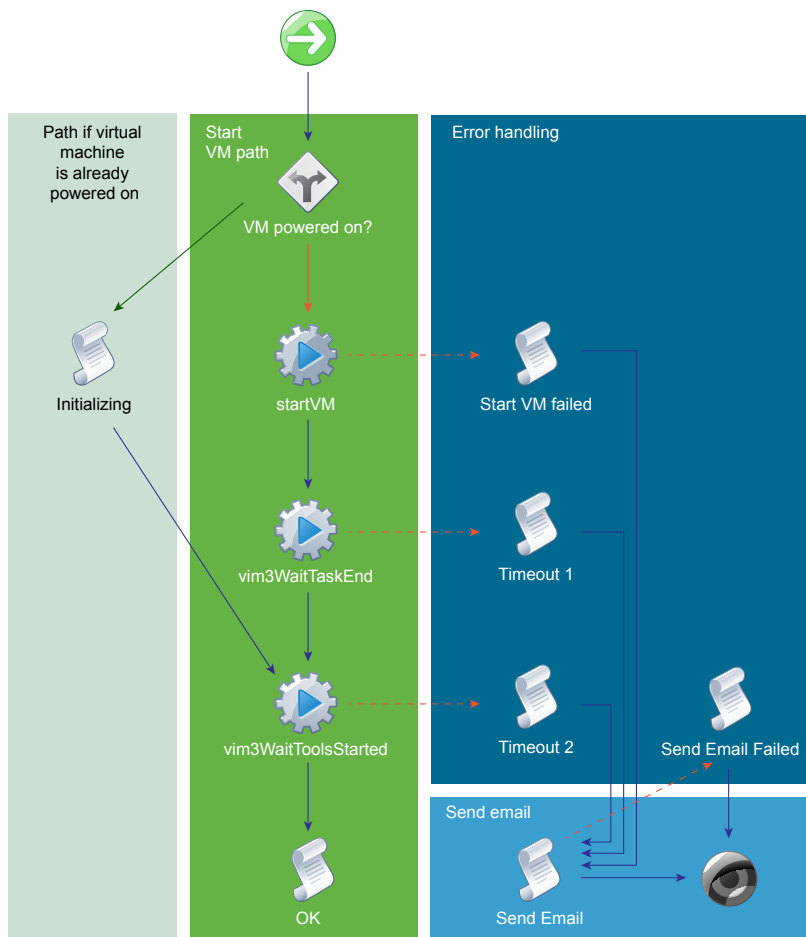 Path if virtual
machine
is already
powered on
Start
VM path
Error handling
VM powered on?
Initializing
startVM
Start VM failed
vim3WaitTaskEnd
Timeout 1
vim3WaitToolsStarted
Timeout 2
Send Email Failed
Send email
OK
Send Email